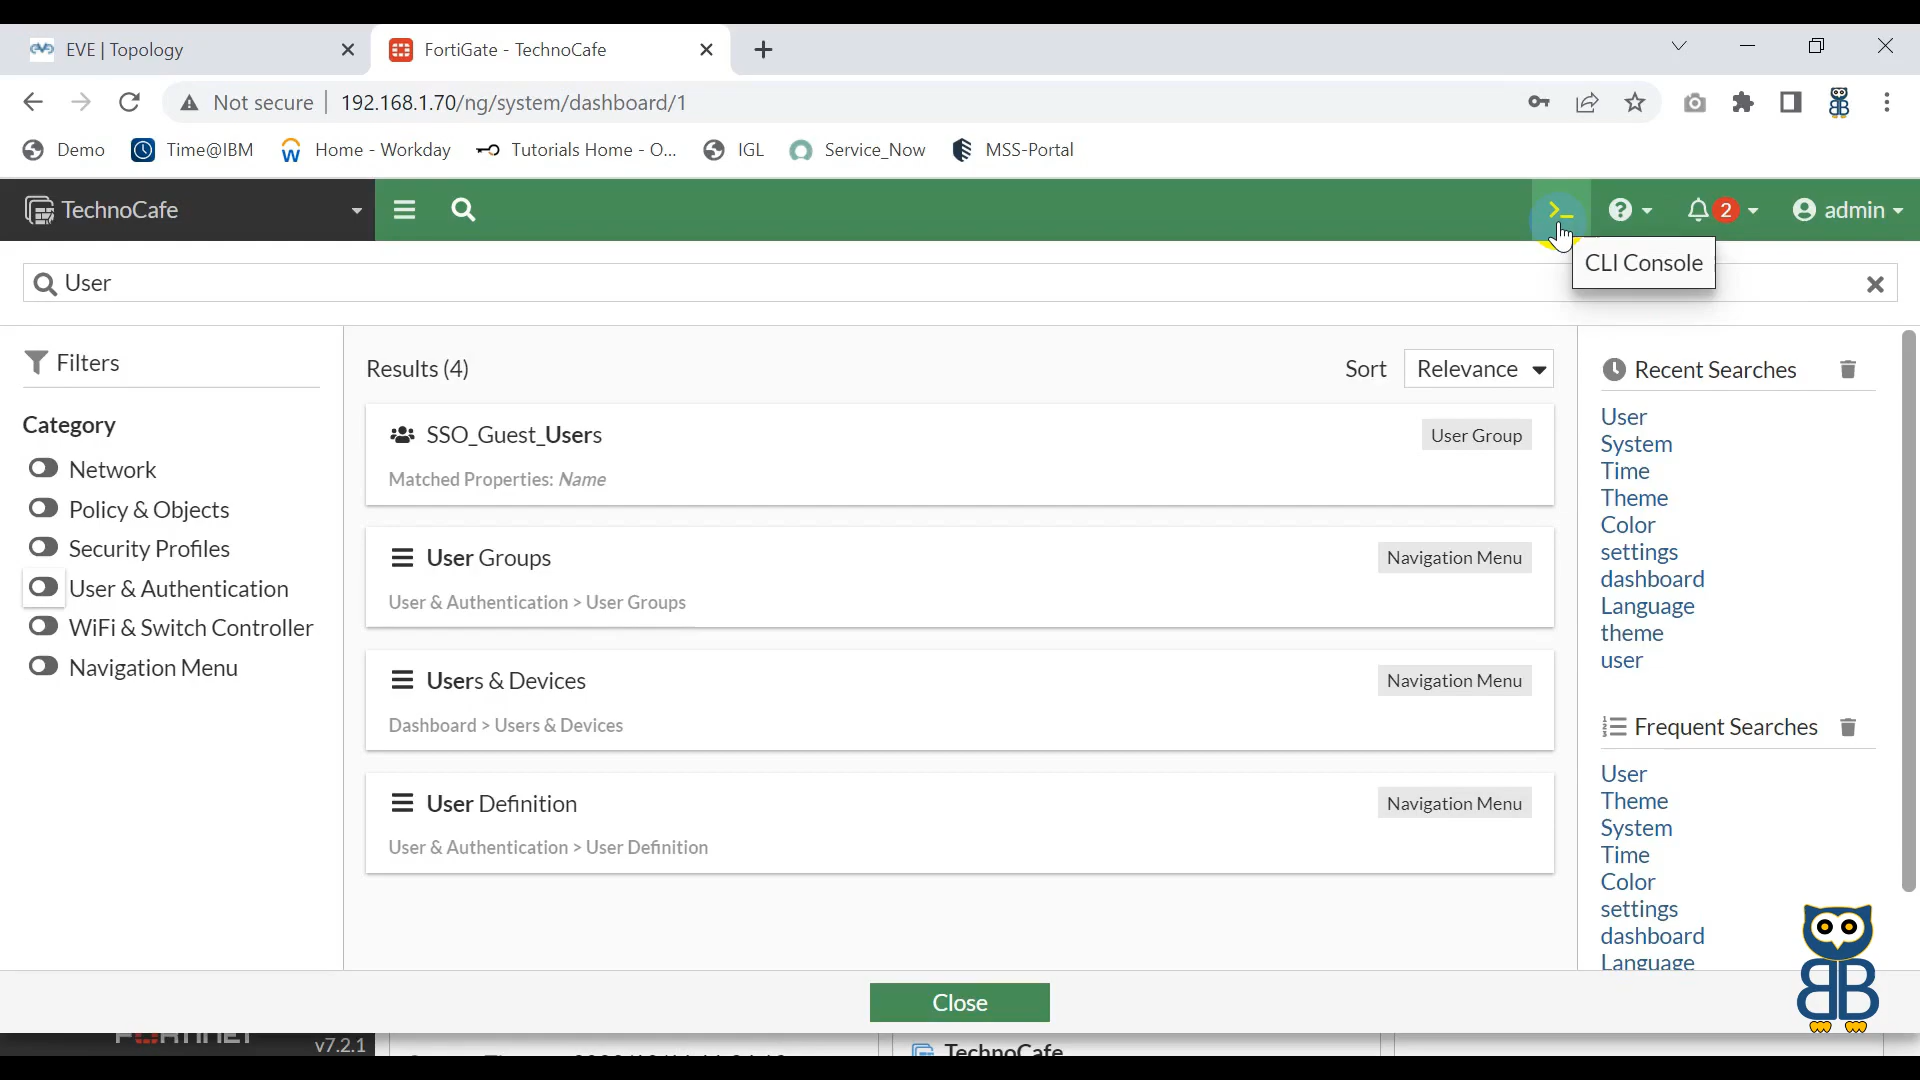 EVE | Topology
FortiGate - TechnoCafe
Not secure
192.168.1.70/ng/system/dashboard/1
Demo
Time@IBM
Home - Workday
Tutorials Home - O...
IGL
Service_Now
MSS-Portal
TechnoCafe
2
admin
CLI Console
User
Filters
Category
Network
Policy & Objects
Security Profiles
User & Authentication
WiFi & Switch Controller
Navigation Menu
Results (4)
Sort
Relevance
SSO_Guest_Users
User Group
Matched Properties: Name
User Groups
Navigation Menu
User & Authentication > User Groups
Users & Devices
Navigation Menu
Dashboard > Users & Devices
User Definition
Navigation Menu
User & Authentication > User Definition
Recent Searches
User
System
Time
Theme
Color
settings
dashboard
Language
theme
user
Frequent Searches
User
Theme
System
Time
Color
settings
dashboard
Language
Close
v7.2.1
TechnoCafe